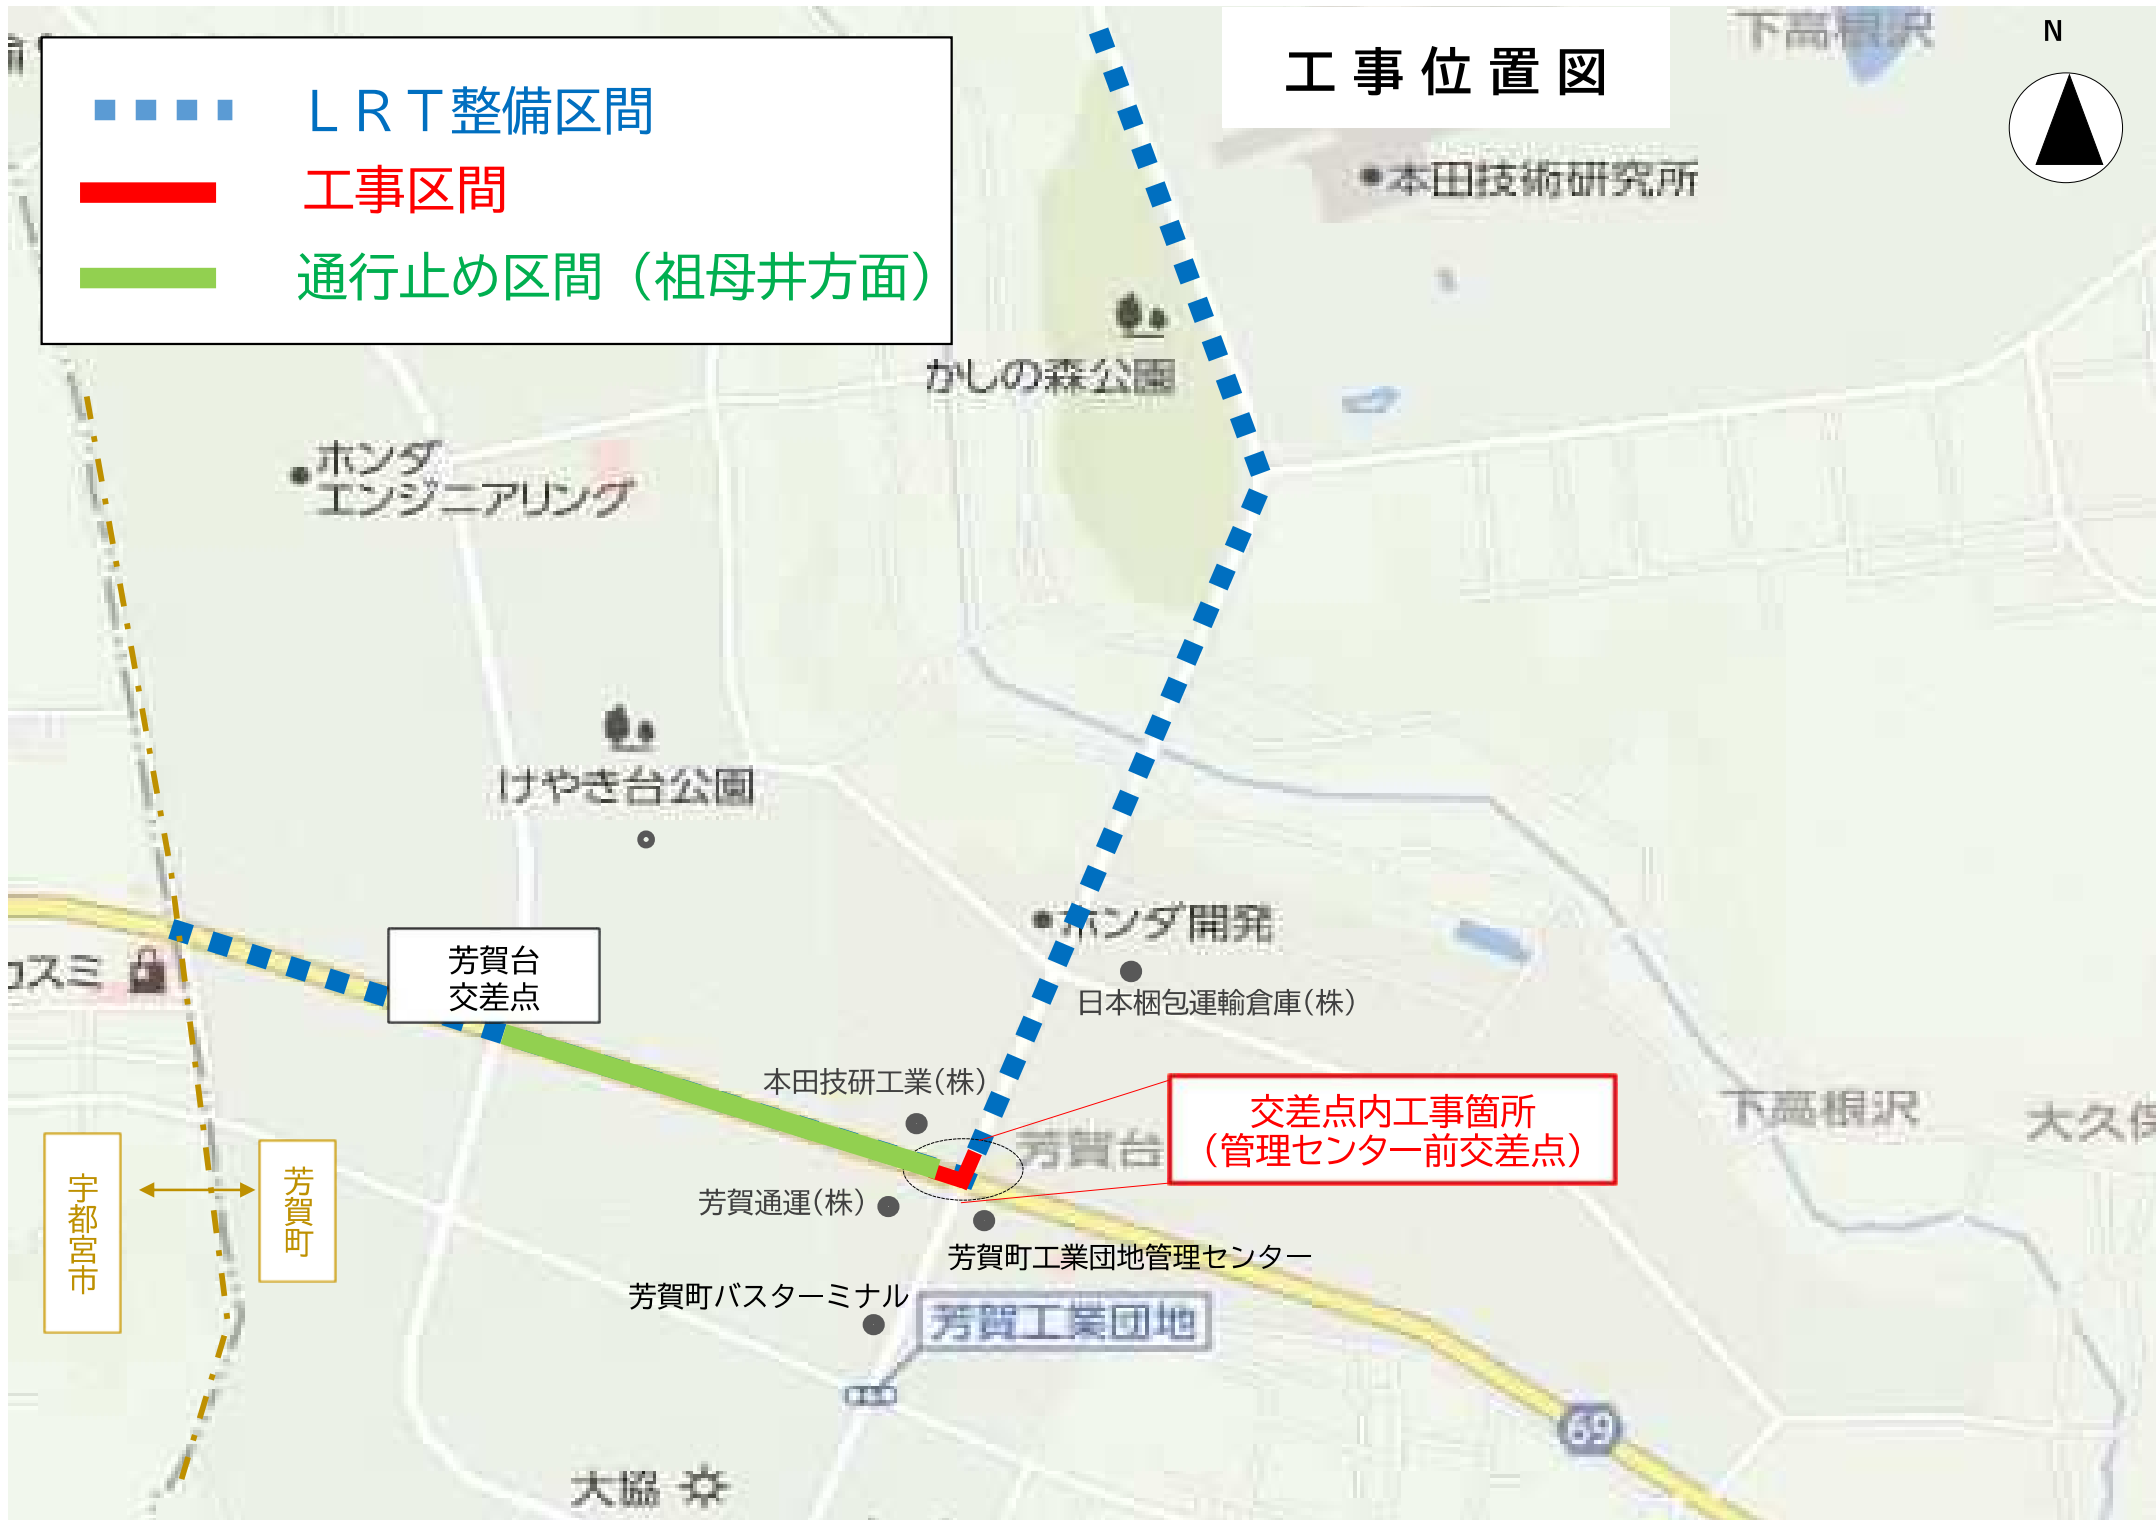 工事位置図
N
LRT整備区間
工事区間
通行止め区間（祖母井方面）
下高根沢
本田技術研究所
かしの森公園
ホンダ
エンジニアリング
けやき台公園
ホンダ開発
日本梱包運輸倉庫(株)
カスミ
芳賀台
交差点
本田技研工業(株)
交差点内工事箇所
（管理センター前交差点）
芳賀台
下高根沢
大久保
宇都宮市
芳賀町
芳賀通運(株)
芳賀町工業団地管理センター
芳賀町バスターミナル
芳賀工業団地
69
大協